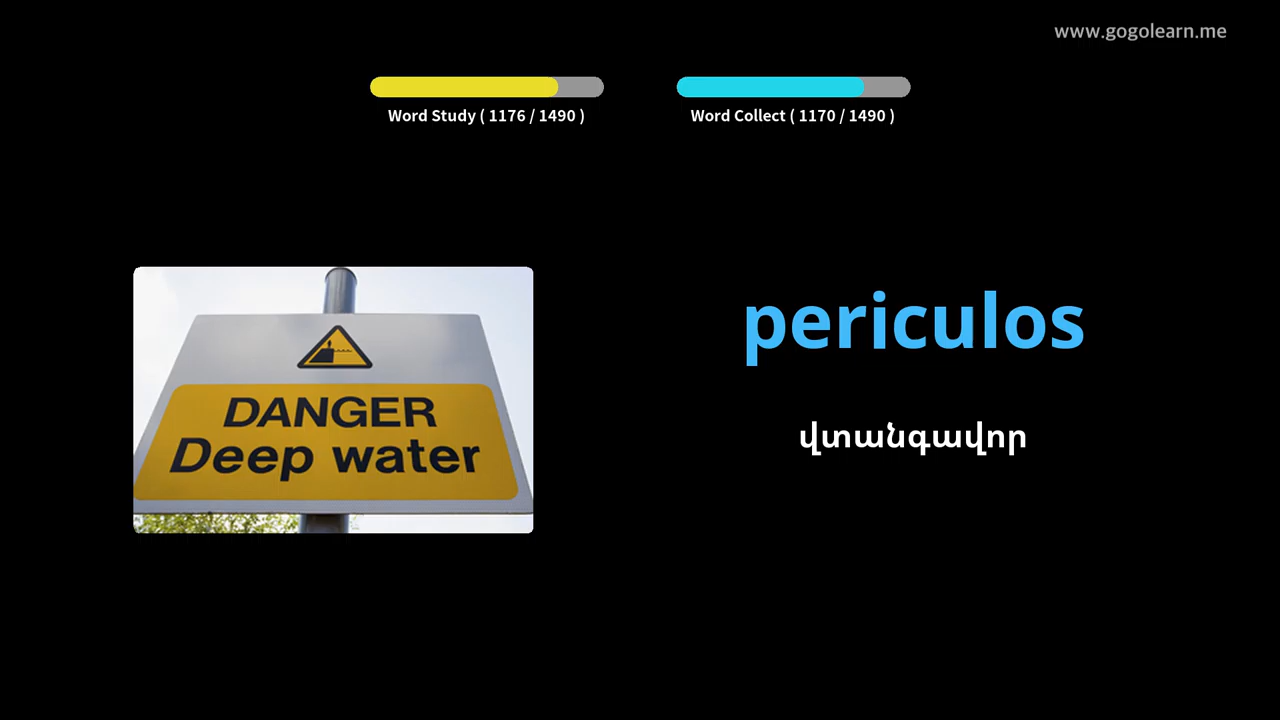 www.gogolearn.me
Word Study ( 1176 / 1490 )
Word Collect ( 1170 / 1490 )
DANGER
Deep water
periculos
վտանգավոր